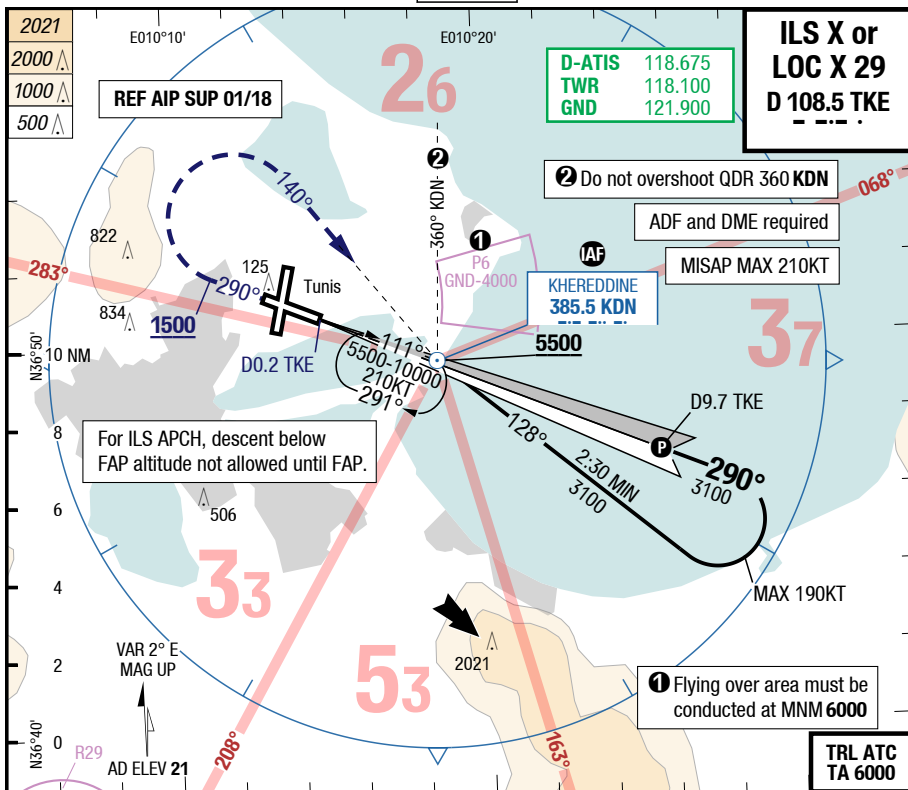 2021
2000
1000
500
E010°10'
E010°20'
REF AIP SUP 01/18
26
D-ATIS 118.675
TWR 118.100
GND 121.900
ILS X or
LOC X 29
D 108.5 TKE
2 Do not overshoot QDR 360 KDN
068°
ADF and DME required
MISAP MAX 210KT
360° KDN
2
1
P6
GND-4000
IAF
KHEREDDINE
385.5 KDN
5500
37
140°
822
834
283°
290°
125
Tunis
1500
D0.2 TKE
111°
5500-10000
210KT
291°
N36°50'
10 NM
8
6
4
2
0
For ILS APCH, descent below
FAP altitude not allowed until FAP.
506
D9.7 TKE
P
290°
3100
128°
2:30 MIN
3100
MAX 190KT
33
53
2021
VAR 2° E
MAG UP
AD ELEV 21
N36°40'
R29
208°
163°
1 Flying over area must be
conducted at MNM 6000
TRL ATC
TA 6000